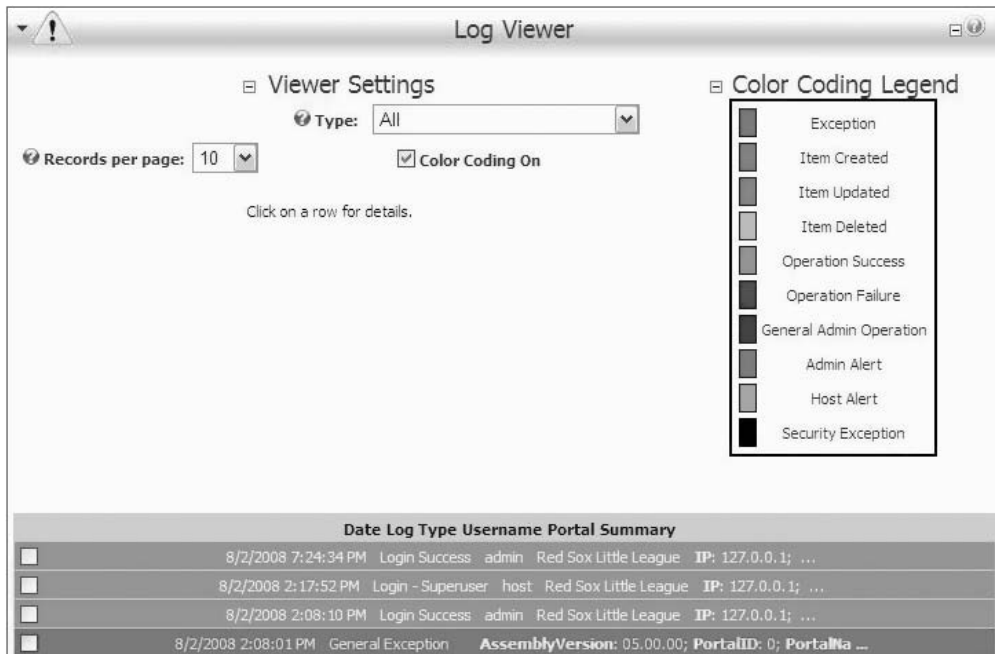 Log Viewer
Viewer Settings
Type: All
Records per page: 10
Color Coding On
Click on a row for details.
Color Coding Legend
Exception
Item Created
Item Updated
Item Deleted
Operation Success
Operation Failure
General Admin Operation
Admin Alert
Host Alert
Security Exception
Date Log Type Username Portal Summary
8/2/2008 7:24:34 PM Login Success admin Red Sox Little League IP: 127.0.0.1; ...
8/2/2008 2:17:52 PM Login - Superuser host Red Sox Little League IP: 127.0.0.1; ...
8/2/2008 2:08:10 PM Login Success admin Red Sox Little League IP: 127.0.0.1; ...
8/2/2008 2:08:01 PM General Exception AssemblyVersion: 05.00.00; PortalID: 0; PortalNa ...